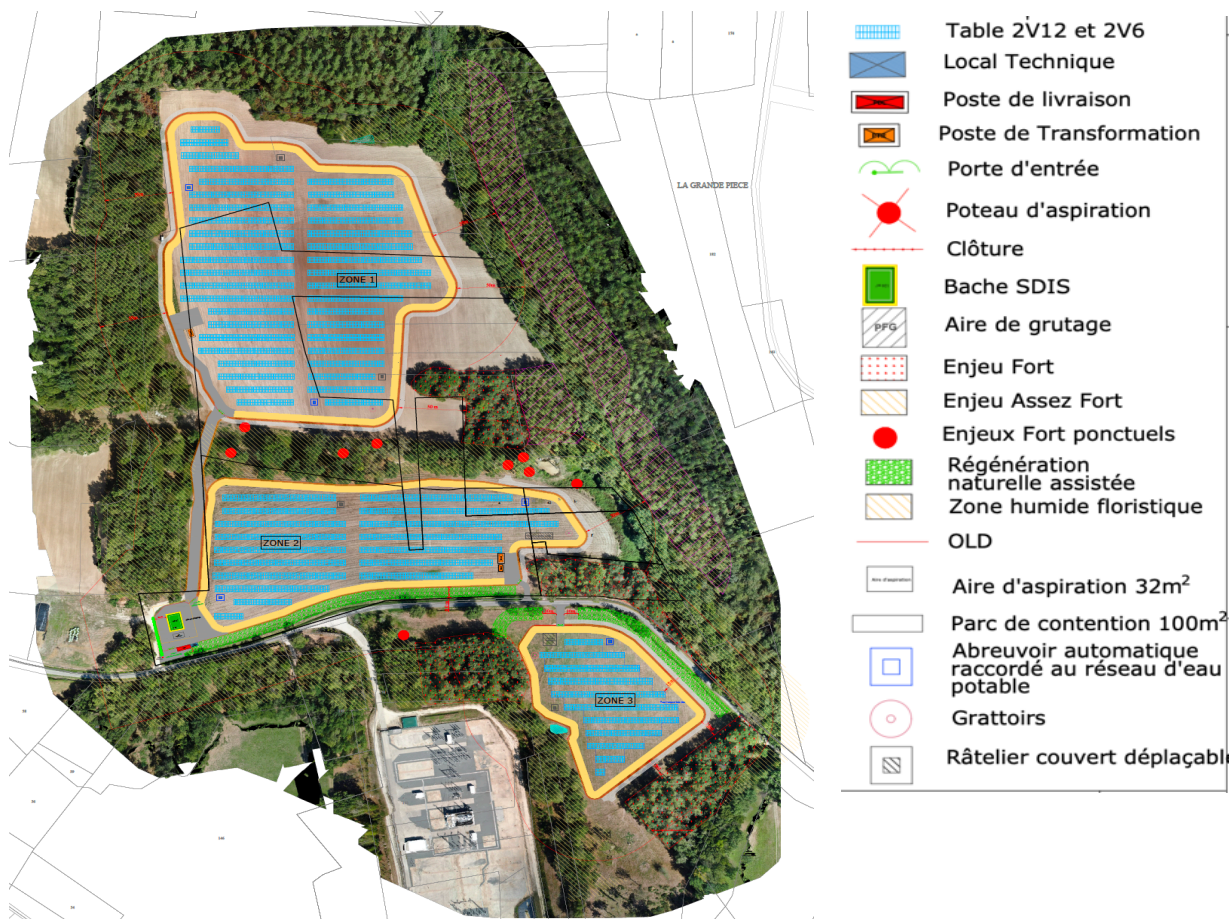 LA GRANDE PIECE
ZONE 1
ZONE 2
ZONE 3
Table 2V12 et 2V6
Local Technique
Poste de livraison
Poste de Transformation
Porte d'entrée
Poteau d'aspiration
Clôture
Bache SDIS
PFG
Aire de grutage
Enjeu Fort
Enjeu Assez Fort
Enjeux Fort ponctuels
Régénération
naturelle assistée
Zone humide floristique
OLD
Aire d'aspiration
Aire d'aspiration 32m²
Parc de contention 100m²
Abreuvoir automatique
raccordé au réseau d'eau
potable
Grattoirs
Râtelier couvert déplaçable